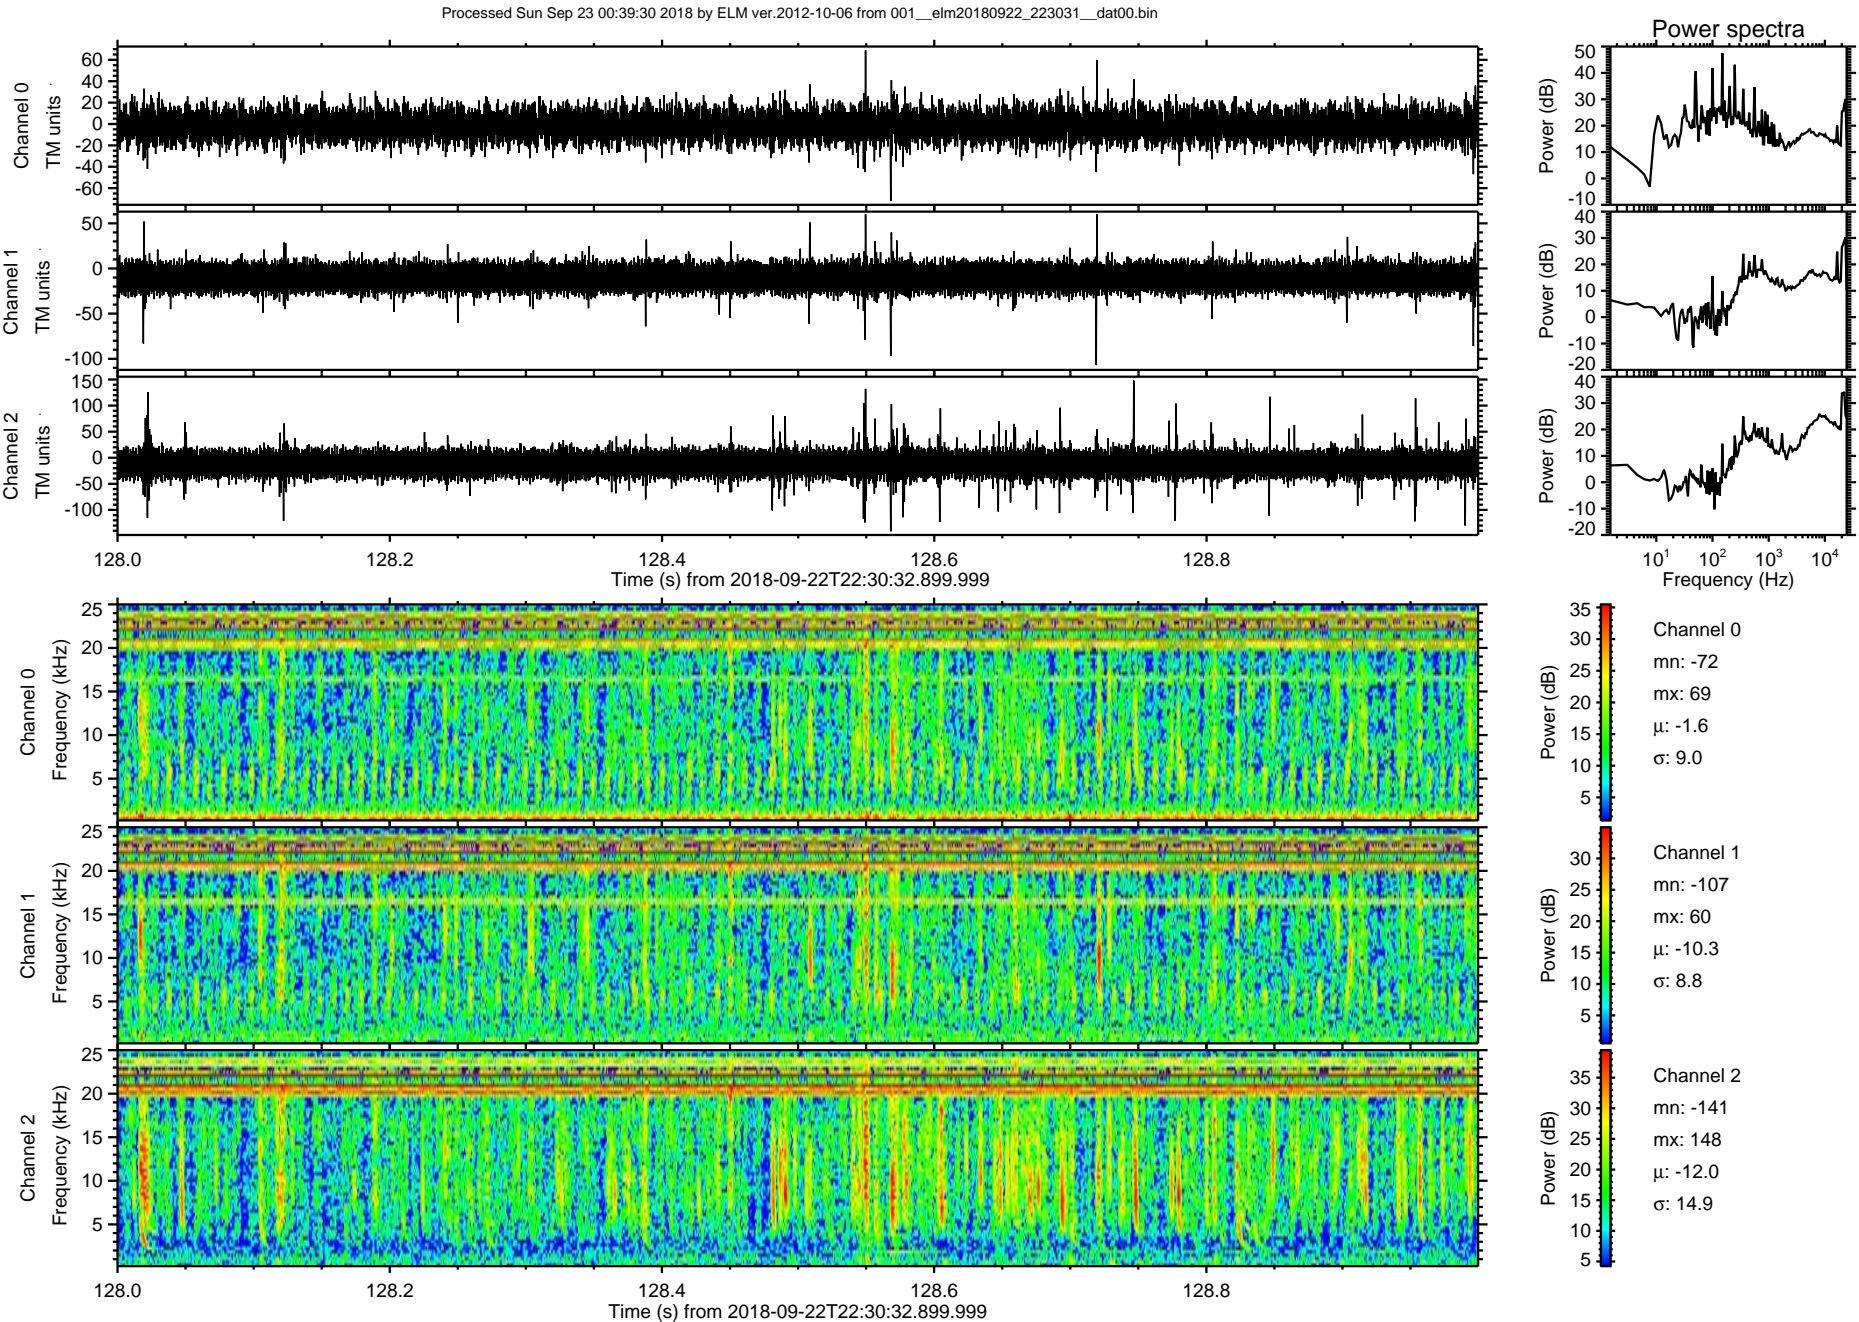 Processed Sun Sep 23 00:39:30 2018 by ELM ver.2012-10-06 from 001__elm20180922_223031__dat00.bin
Power spectra
Channel 0
TM units
60
40
20
0
-20
-40
-60
Power (dB)
50
40
30
20
10
0
-10
Channel 1
TM units
50
0
-50
-100
Power (dB)
40
30
20
10
0
-10
-20
Channel 2
TM units
150
100
50
0
-50
-100
Power (dB)
40
30
20
10
0
-10
-20
128.0 128.2 128.4 128.6 128.8
Time (s) from 2018-09-22T22:30:32.899.999
10¹ 10² 10³ 10⁴
Frequency (Hz)
Channel 0
Frequency (kHz)
25
20
15
10
5
Power (dB)
35
30
25
20
15
10
5
Channel 0
mn: -72
mx: 69
μ: -1.6
σ: 9.0
Channel 1
Frequency (kHz)
25
20
15
10
5
Power (dB)
30
25
20
15
10
5
Channel 1
mn: -107
mx: 60
μ: -10.3
σ: 8.8
Channel 2
Frequency (kHz)
25
20
15
10
5
Power (dB)
35
30
25
20
15
10
5
Channel 2
mn: -141
mx: 148
μ: -12.0
σ: 14.9
128.0 128.2 128.4 128.6 128.8
Time (s) from 2018-09-22T22:30:32.899.999